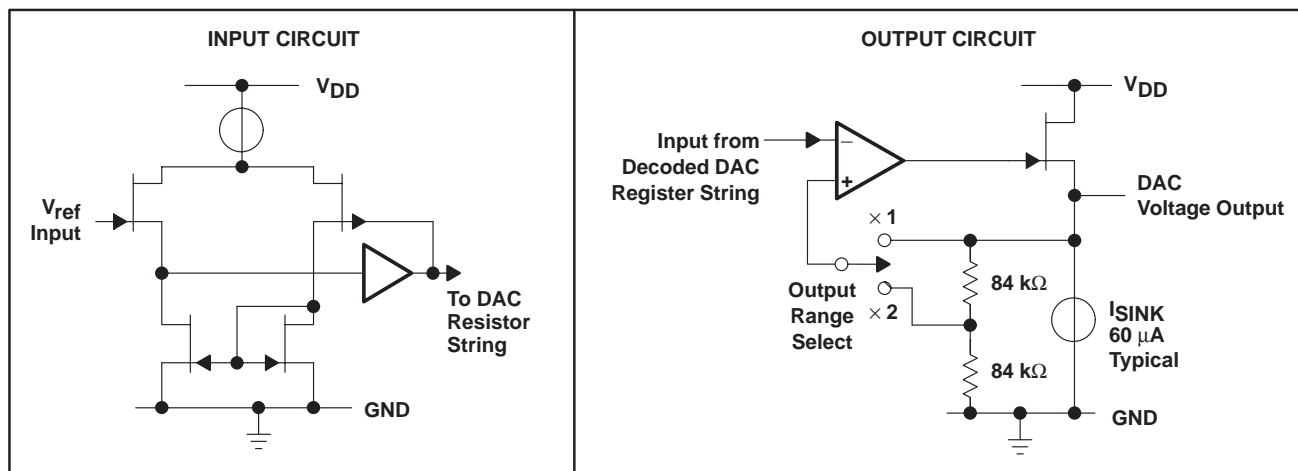 INPUT CIRCUIT
VDD
Vref
Input
To DAC
Resistor
String
GND
OUTPUT CIRCUIT
VDD
Input from
Decoded DAC
Register String
−
+
DAC
Voltage Output
× 1
84 kΩ
Output
Range
Select
× 2
ISINK
60 µA
Typical
84 kΩ
GND